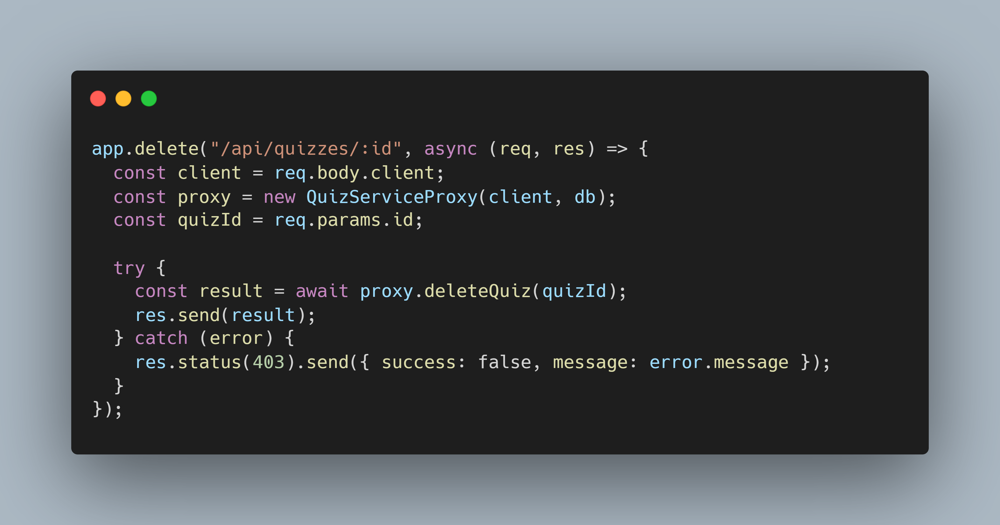 app.delete("/api/quizzes/:id", async (req, res) => {
  const client = req.body.client;
  const proxy = new QuizServiceProxy(client, db);
  const quizId = req.params.id;

  try {
    const result = await proxy.deleteQuiz(quizId);
    res.send(result);
  } catch (error) {
    res.status(403).send({ success: false, message: error.message });
  }
});